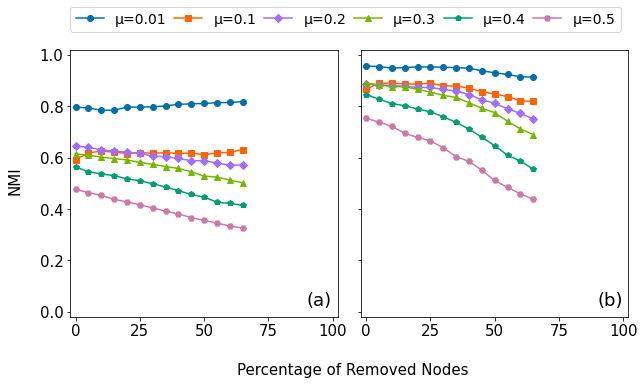 μ=0.01 μ=0.1 μ=0.2 μ=0.3 μ=0.4 μ=0.5
1.0
0.8
0.6
0.4
0.2
0.0
NMI
(a)
(b)
0 25 50 75 100
0 25 50 75 100
Percentage of Removed Nodes